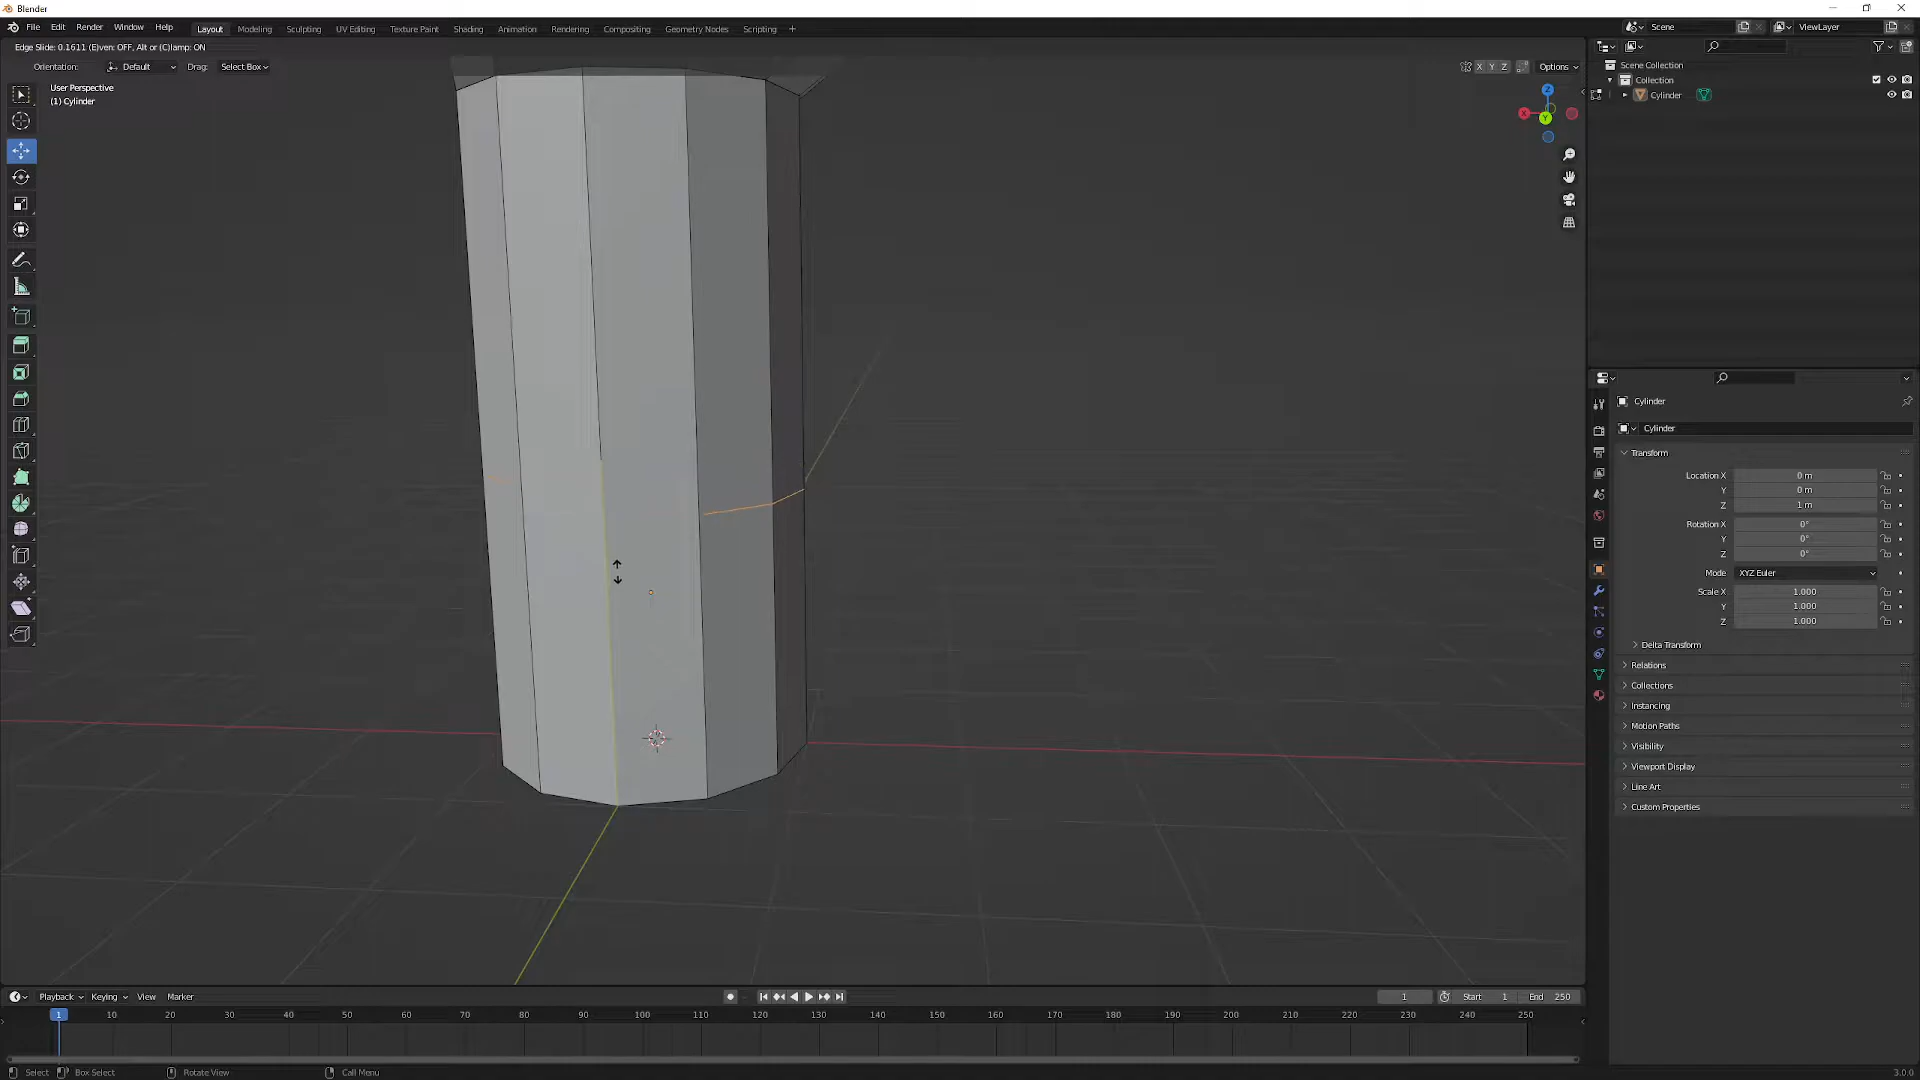 Blender
File Edit Render Window Help Layout Modeling Sculpting UV Editing Texture Paint Shading Animation Rendering Compositing Geometry Nodes Scripting + Scene ViewLayer
Edge Slide: 0.1611 (E)ven: OFF, Alt or (C)lamp: ON
Orientation: Default Drag: Select Box X Y Z Options
User Perspective
(1) Cylinder
Z
X
Y
Scene Collection
Collection
Cylinder
Cylinder
Cylinder
Transform
Location X 0 m
Y 0 m
Z 1 m
Rotation X 0°
Y 0°
Z 0°
Mode XYZ Euler
Scale X 1.000
Y 1.000
Z 1.000
Delta Transform
Relations
Collections
Instancing
Motion Paths
Visibility
Viewport Display
Line Art
Custom Properties
Playback Keying View Marker 1 Start 1 End 250
1 10 20 30 40 50 60 70 80 90 100 110 120 130 140 150 160 170 180 190 200 210 220 230 240 250
Select Box Select Rotate View Call Menu 3.0.0